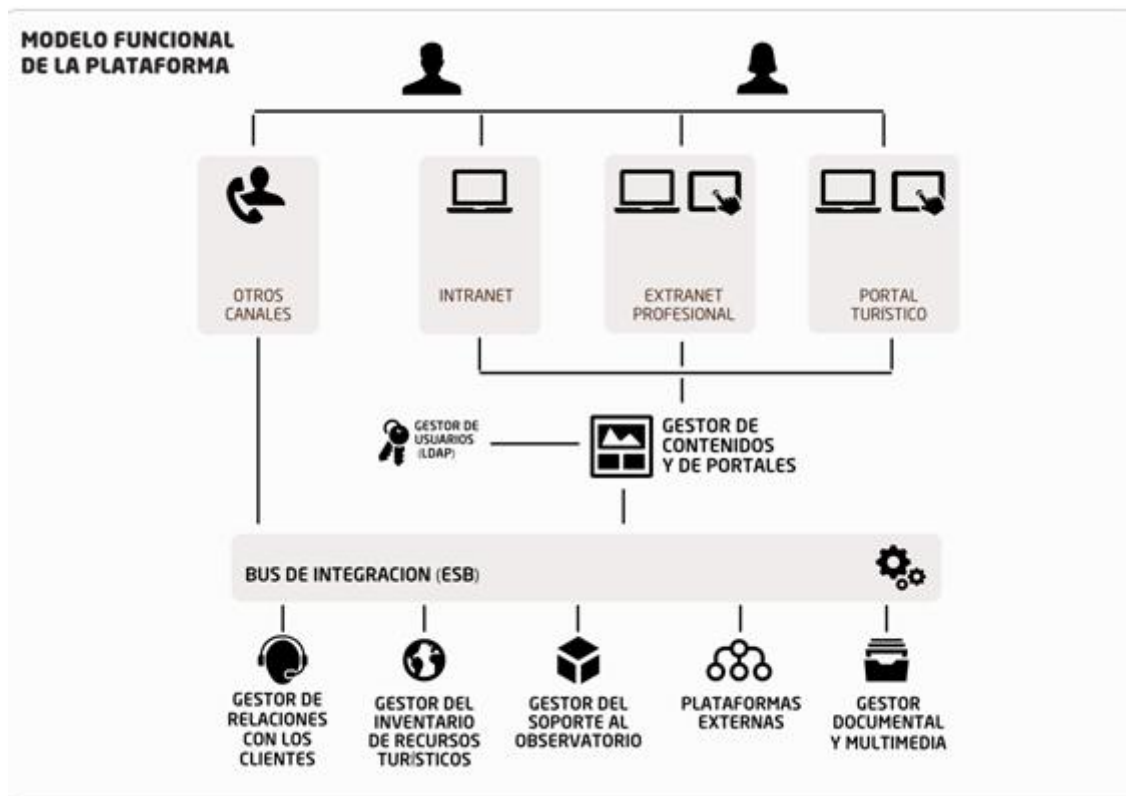 MODELO FUNCIONAL
DE LA PLATAFORMA
OTROS
CANALES
INTRANET
EXTRANET
PROFESIONAL
PORTAL
TURÍSTICO
GESTOR DE
USUARIOS
(LDAP)
GESTOR DE
CONTENIDOS
Y DE PORTALES
BUS DE INTEGRACION (ESB)
GESTOR DE
RELACIONES
CON LOS
CLIENTES
GESTOR DEL
INVENTARIO
DE RECURSOS
TURÍSTICOS
GESTOR DEL
SOPORTE AL
OBSERVATORIO
PLATAFORMAS
EXTERNAS
GESTOR
DOCUMENTAL
Y MULTIMEDIA